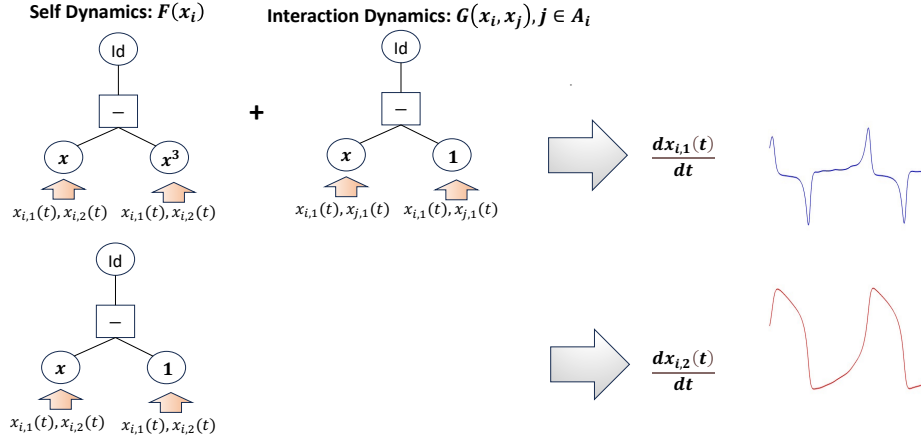 Self Dynamics: F(x_i)
Interaction Dynamics: G(x_i, x_j), j ∈ A_i
Id
Id
−
+
−
x
x³
x
1
x_{i,1}(t), x_{i,2}(t)
x_{i,1}(t), x_{i,2}(t)
x_{i,1}(t), x_{j,1}(t)
x_{i,1}(t), x_{j,1}(t)
dx_{i,1}(t)
dt
Id
−
x
1
x_{i,1}(t), x_{i,2}(t)
x_{i,1}(t), x_{i,2}(t)
dx_{i,2}(t)
dt